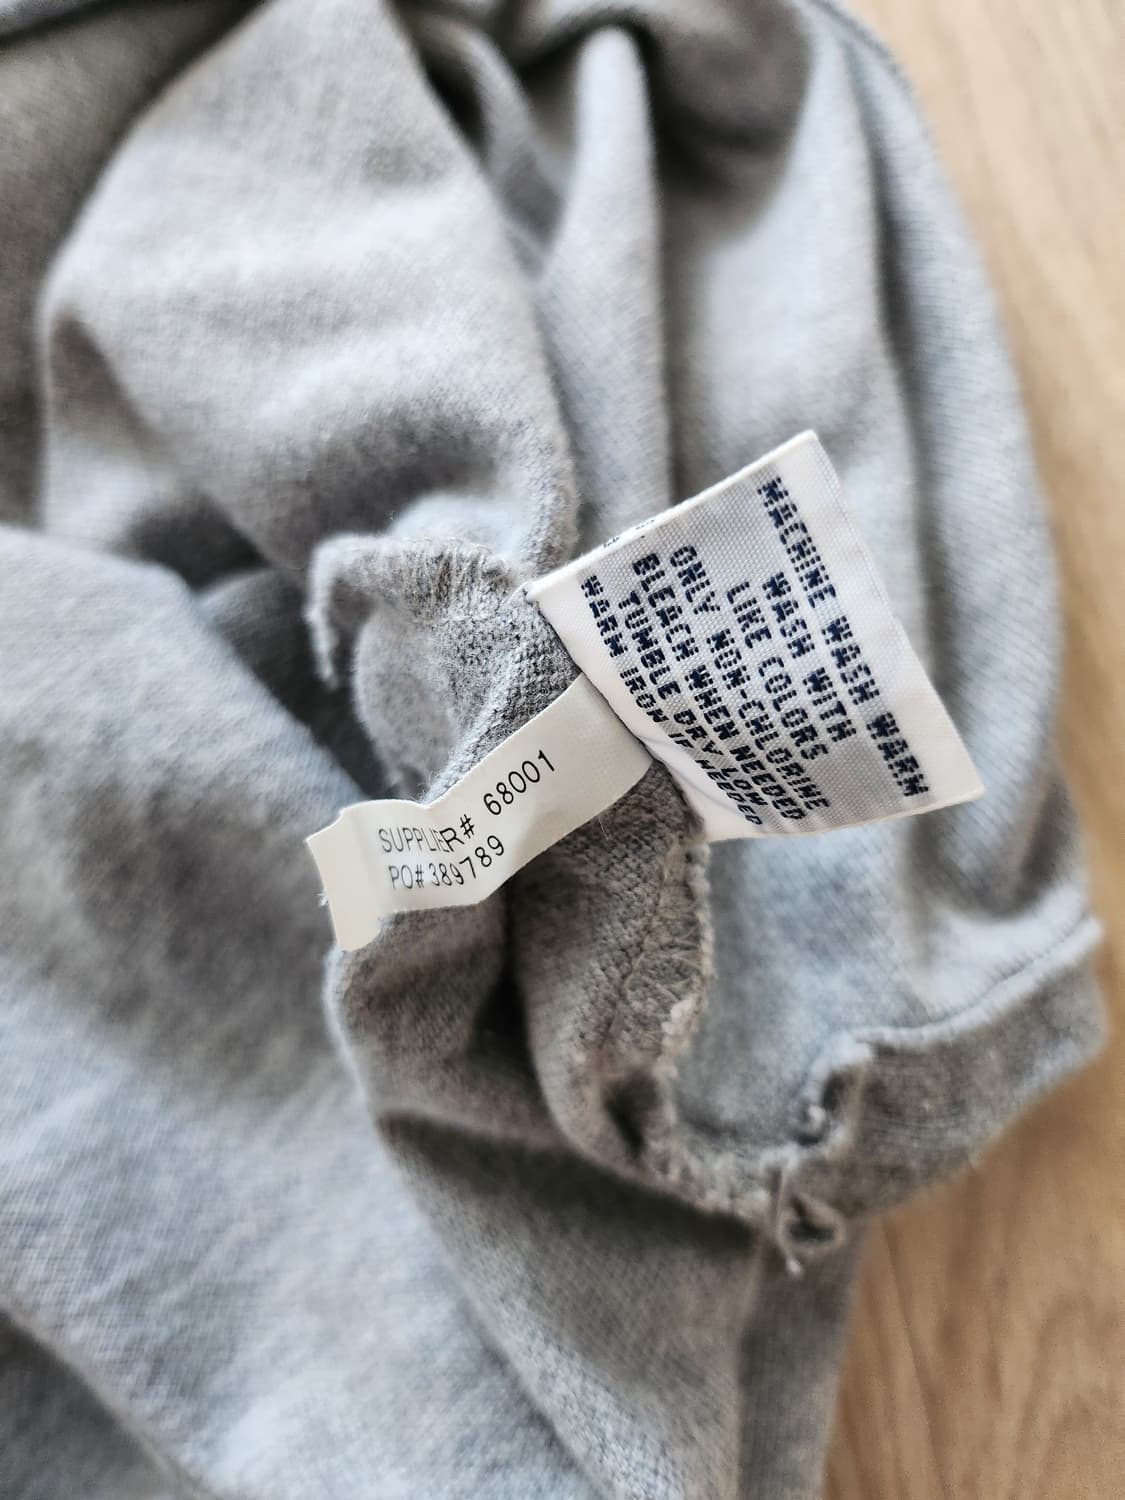 MACHINE WASH WARM
WASH WITH
LIKE COLORS
ONLY NON-CHLORINE
BLEACH WHEN NEEDED
TUMBLE DRY LOW
WARM IRON IF NEEDED
SUPPLIER# 68001
PO# 389789